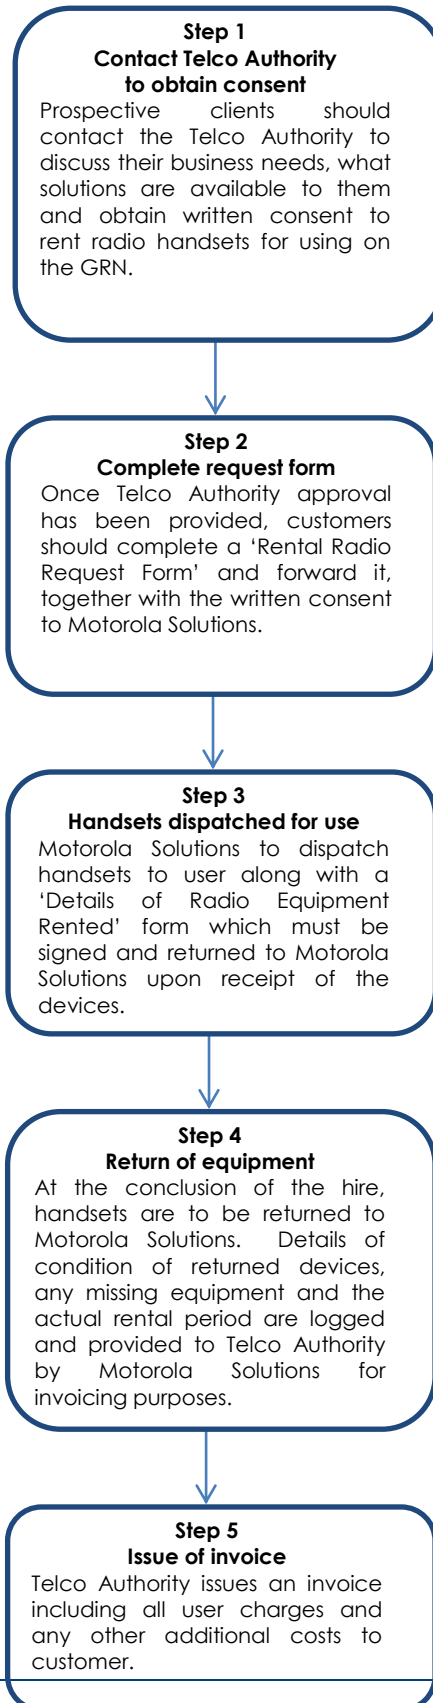 Step 1
Contact Telco Authority
to obtain consent
Prospective clients should
contact the Telco Authority to
discuss their business needs, what
solutions are available to them
and obtain written consent to
rent radio handsets for using on
the GRN.
Step 2
Complete request form
Once Telco Authority approval
has been provided, customers
should complete a ‘Rental Radio
Request Form’ and forward it,
together with the written consent
to Motorola Solutions.
Step 3
Handsets dispatched for use
Motorola Solutions to dispatch
handsets to user along with a
‘Details of Radio Equipment
Rented’ form which must be
signed and returned to Motorola
Solutions upon receipt of the
devices.
Step 4
Return of equipment
At the conclusion of the hire,
handsets are to be returned to
Motorola Solutions. Details of
condition of returned devices,
any missing equipment and the
actual rental period are logged
and provided to Telco Authority
by Motorola Solutions for
invoicing purposes.
Step 5
Issue of invoice
Telco Authority issues an invoice
including all user charges and
any other additional costs to
customer.